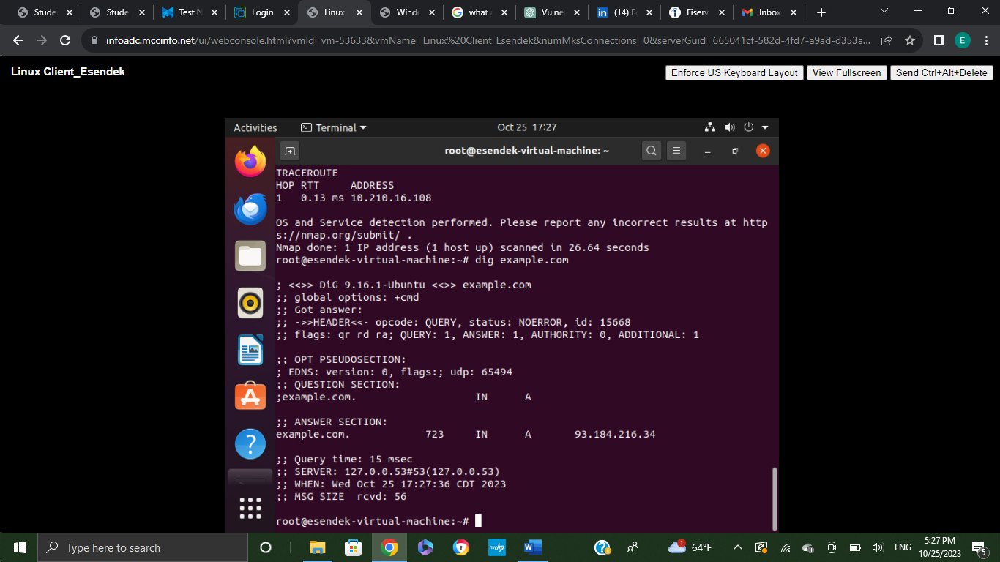 Stude
Stude
Test N
Login
Linux
Wind
what
Vulne
(14) F
Fiserv
Inbox
infoadc.mccinfo.net/ui/webconsole.html?vmId=vm-53633&vmName=Linux%20Client_Esendek&numMksConnections=0&serverGuid=665041cf-582d-4fd7-a9ad-d353a...
E
Linux Client_Esendek
Enforce US Keyboard Layout
View Fullscreen
Send Ctrl+Alt+Delete
Activities
Terminal
Oct 25 17:27
root@esendek-virtual-machine: ~
TRACEROUTE
HOP RTT     ADDRESS
1   0.13 ms 10.210.16.108
OS and Service detection performed. Please report any incorrect results at http
s://nmap.org/submit/ .
Nmap done: 1 IP address (1 host up) scanned in 26.64 seconds
root@esendek-virtual-machine:~# dig example.com
; <<>> DiG 9.16.1-Ubuntu <<>> example.com
;; global options: +cmd
;; Got answer:
;; ->>HEADER<<- opcode: QUERY, status: NOERROR, id: 15668
;; flags: qr rd ra; QUERY: 1, ANSWER: 1, AUTHORITY: 0, ADDITIONAL: 1
;; OPT PSEUDOSECTION:
; EDNS: version: 0, flags:; udp: 65494
;; QUESTION SECTION:
;example.com.                   IN      A
;; ANSWER SECTION:
example.com.            723     IN      A       93.184.216.34
;; Query time: 15 msec
;; SERVER: 127.0.0.53#53(127.0.0.53)
;; WHEN: Wed Oct 25 17:27:36 CDT 2023
;; MSG SIZE  rcvd: 56
root@esendek-virtual-machine:~#
Type here to search
myhp
1
64°F
ENG
5:27 PM
10/25/2023
5